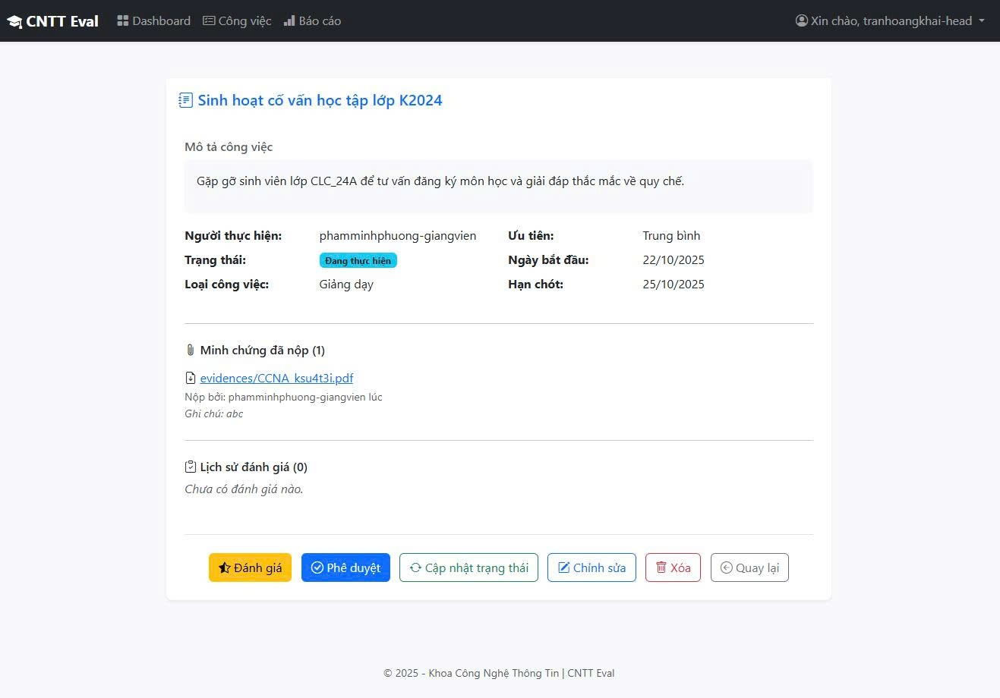 CNTT Eval Dashboard Công việc Báo cáo Xin chào, tranhoangkhai-head
Sinh hoạt cố vấn học tập lớp K2024
Mô tả công việc
Gặp gỡ sinh viên lớp CLC_24A để tư vấn đăng ký môn học và giải đáp thắc mắc về quy chế.
Người thực hiện: phamminhphuong-giangvien Ưu tiên: Trung bình
Trạng thái: Đang thực hiện Ngày bắt đầu: 22/10/2025
Loại công việc: Giảng dạy Hạn chót: 25/10/2025
Minh chứng đã nộp (1)
evidences/CCNA_ksu4t3i.pdf
Nộp bởi: phamminhphuong-giangvien lúc
Ghi chú: abc
Lịch sử đánh giá (0)
Chưa có đánh giá nào.
Đánh giá Phê duyệt Cập nhật trạng thái Chỉnh sửa Xóa Quay lại
© 2025 - Khoa Công Nghệ Thông Tin | CNTT Eval